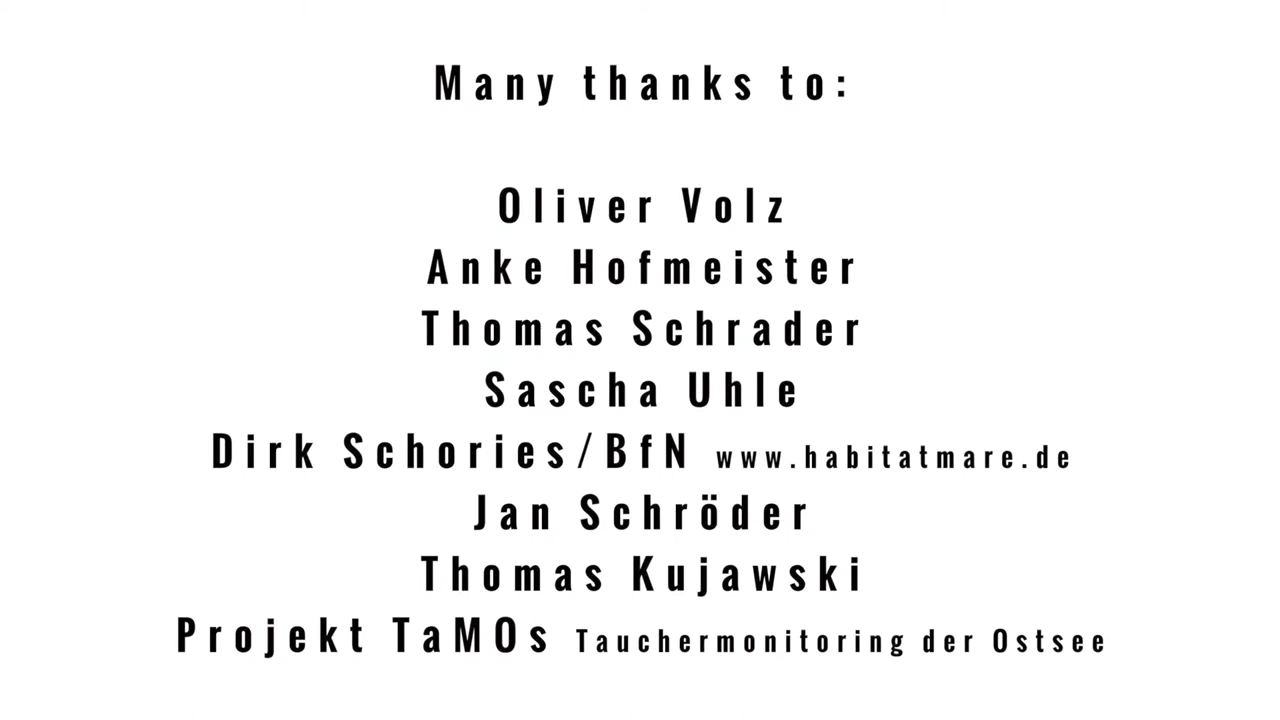 Many thanks to:
Oliver Volz
Anke Hofmeister
Thomas Schrader
Sascha Uhle
Dirk Schories/BfN www.habitatmare.de
Jan Schröder
Thomas Kujawski
Projekt TaMOs Tauchermonitoring der Ostsee